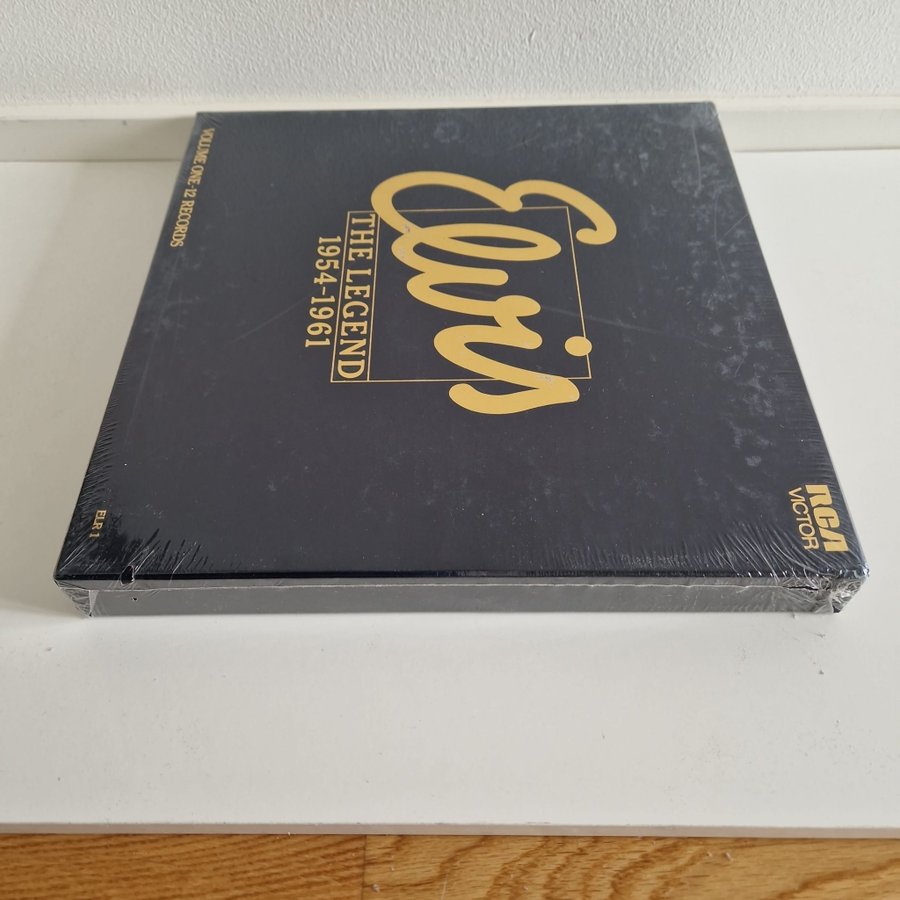 RCA
VICTOR
Elvis
THE LEGEND
1954-1961
VOLUME ONE-12 RECORDS
ELR 1